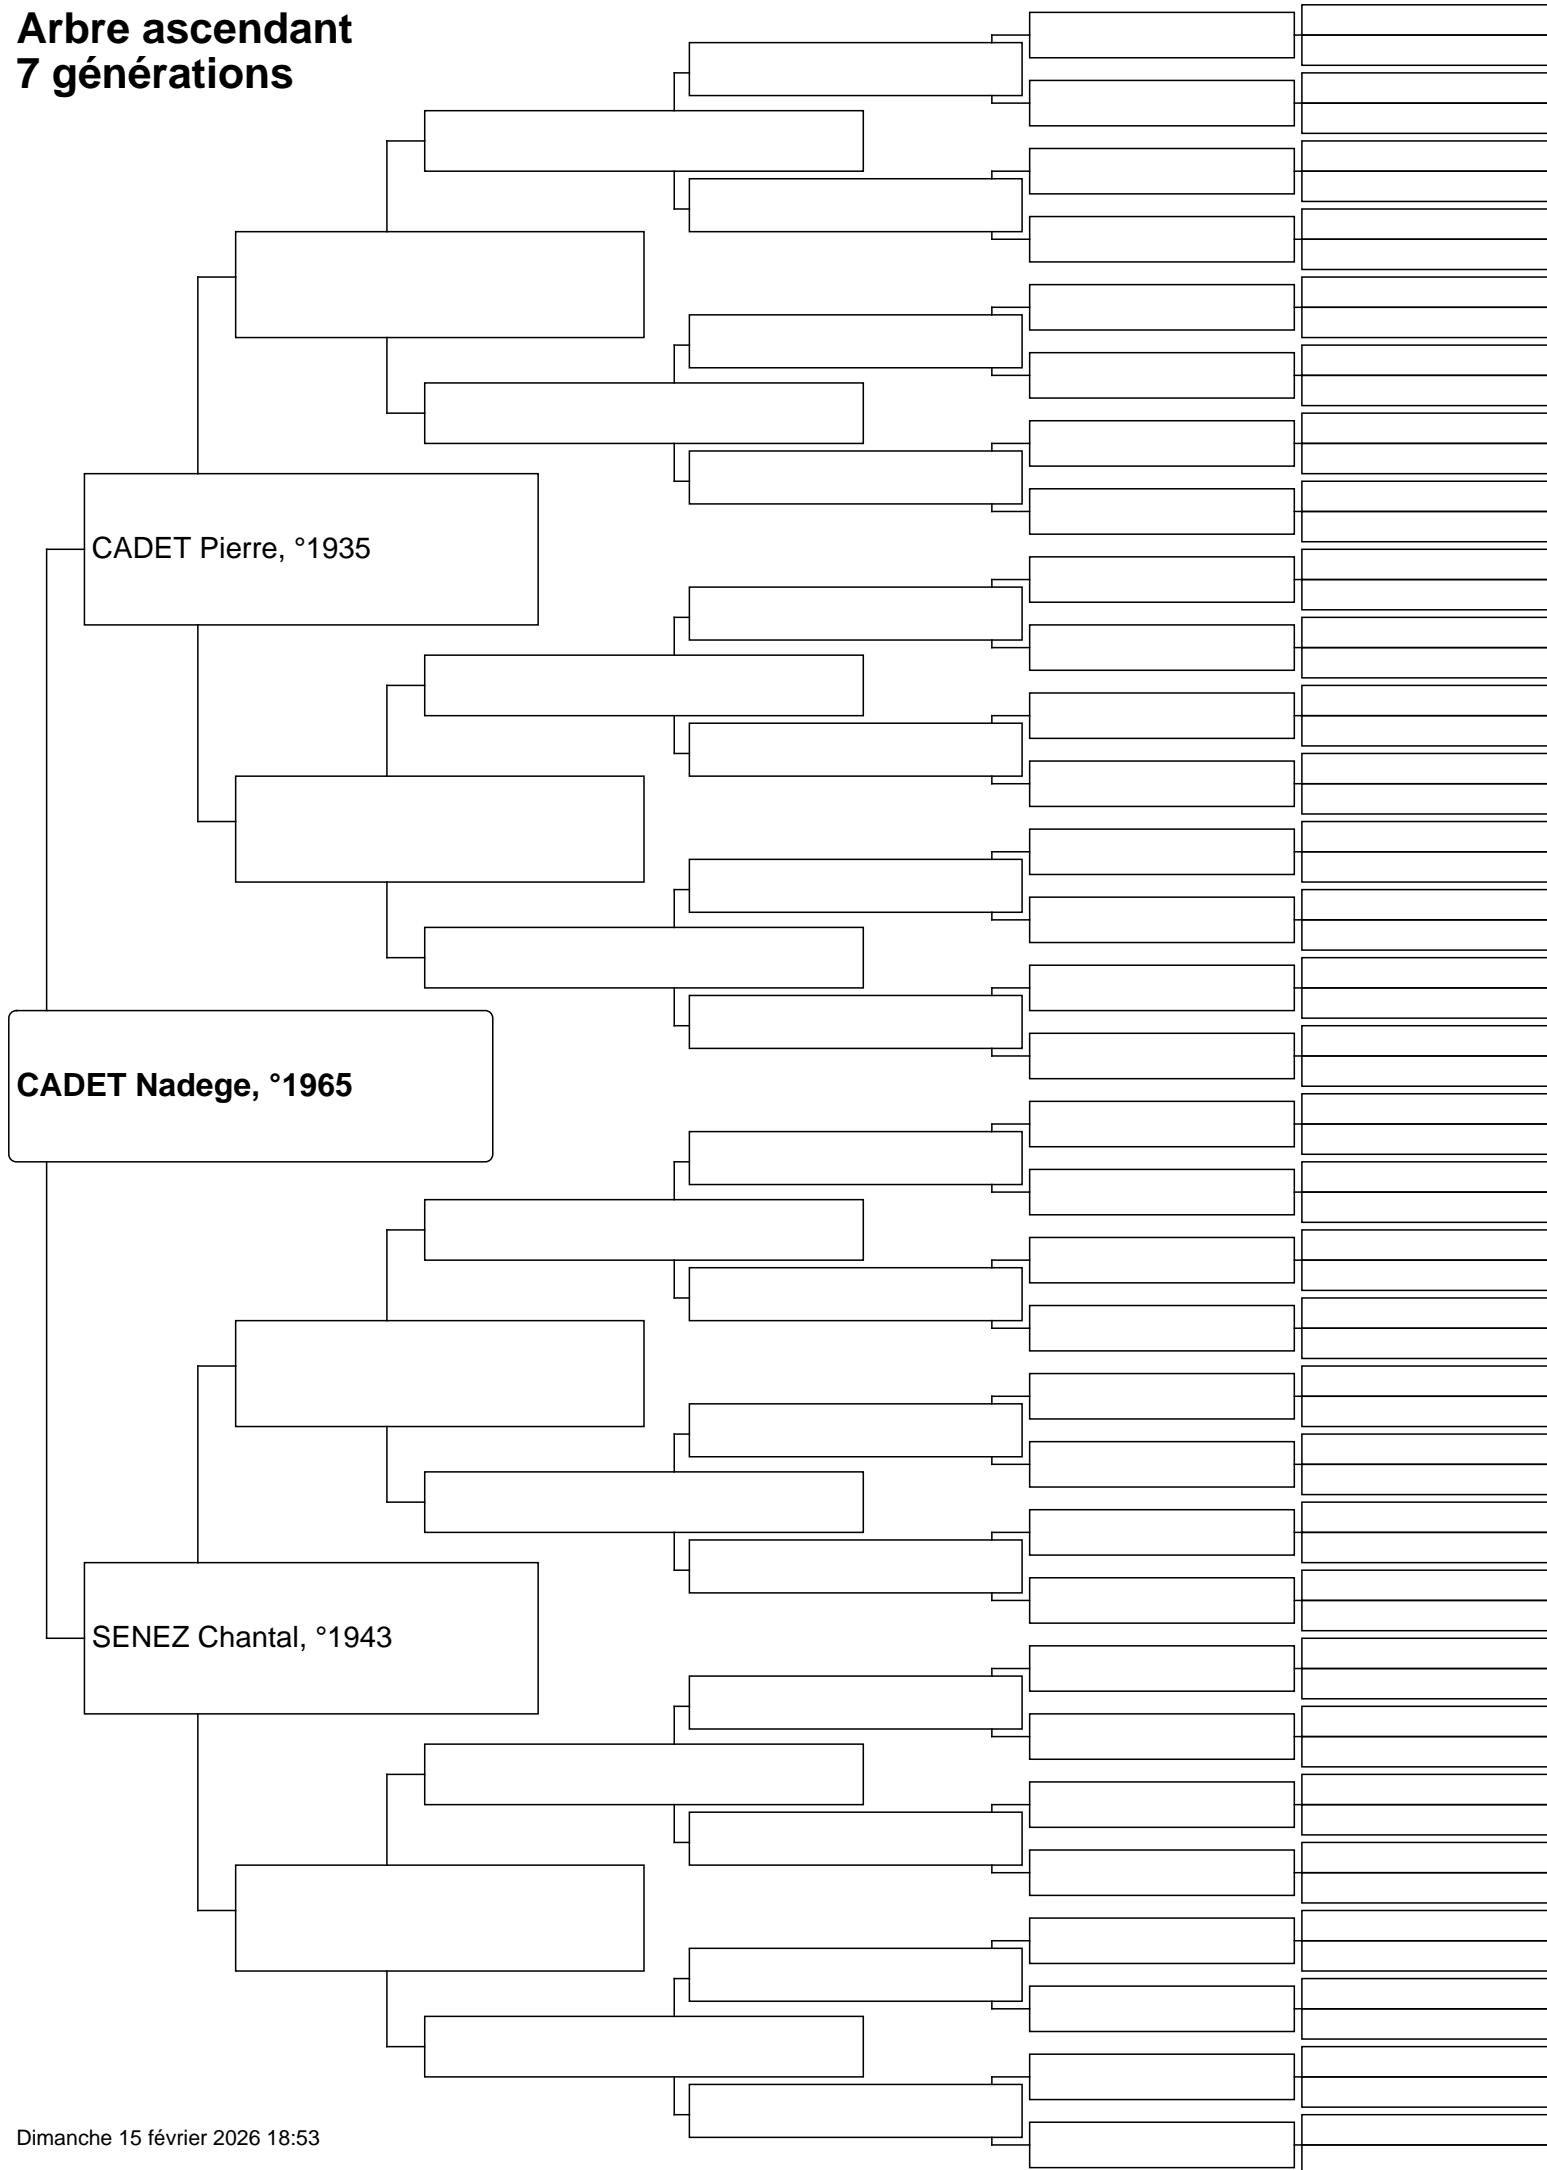 Arbre ascendant
7 générations
CADET Pierre, °1935
CADET Nadege, °1965
SENEZ Chantal, °1943
Dimanche 15 février 2026 18:53